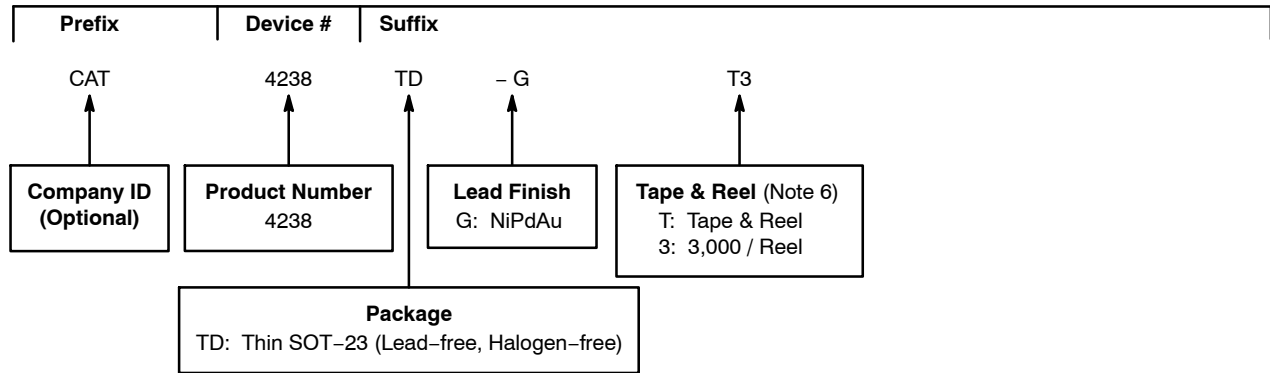 Prefix Device # Suffix
CAT 4238 TD – G T3
Company ID
(Optional)
Product Number
4238
Lead Finish
G: NiPdAu
Tape & Reel (Note 6)
T: Tape & Reel
3: 3,000 / Reel
Package
TD: Thin SOT–23 (Lead–free, Halogen–free)